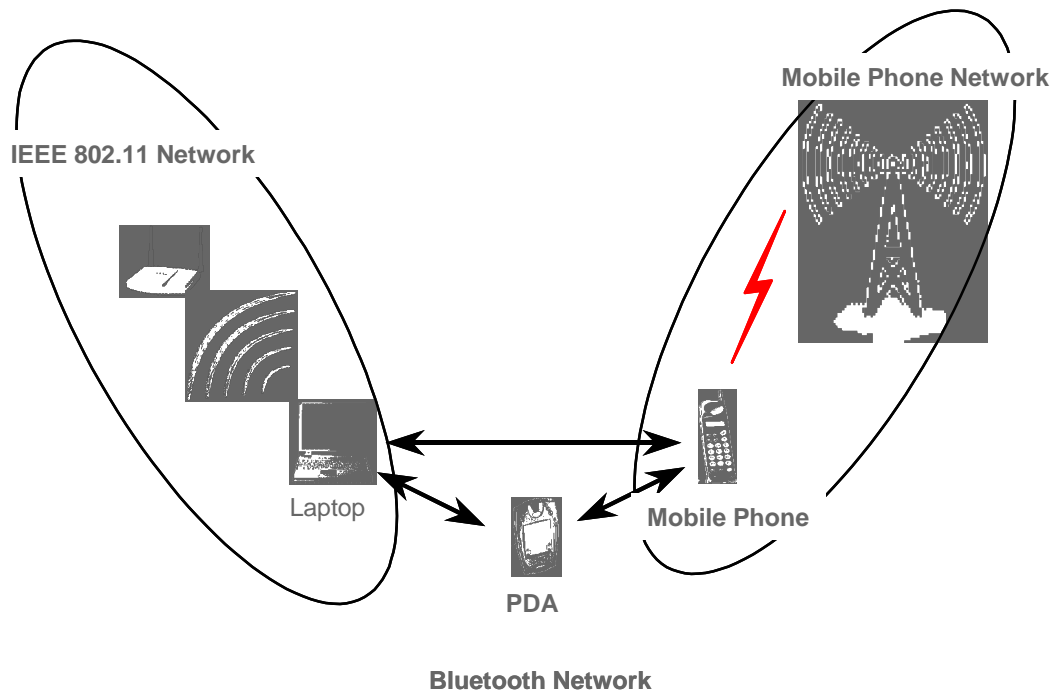 Mobile Phone Network
IEEE 802.11 Network
Laptop
Mobile Phone
PDA
Bluetooth Network